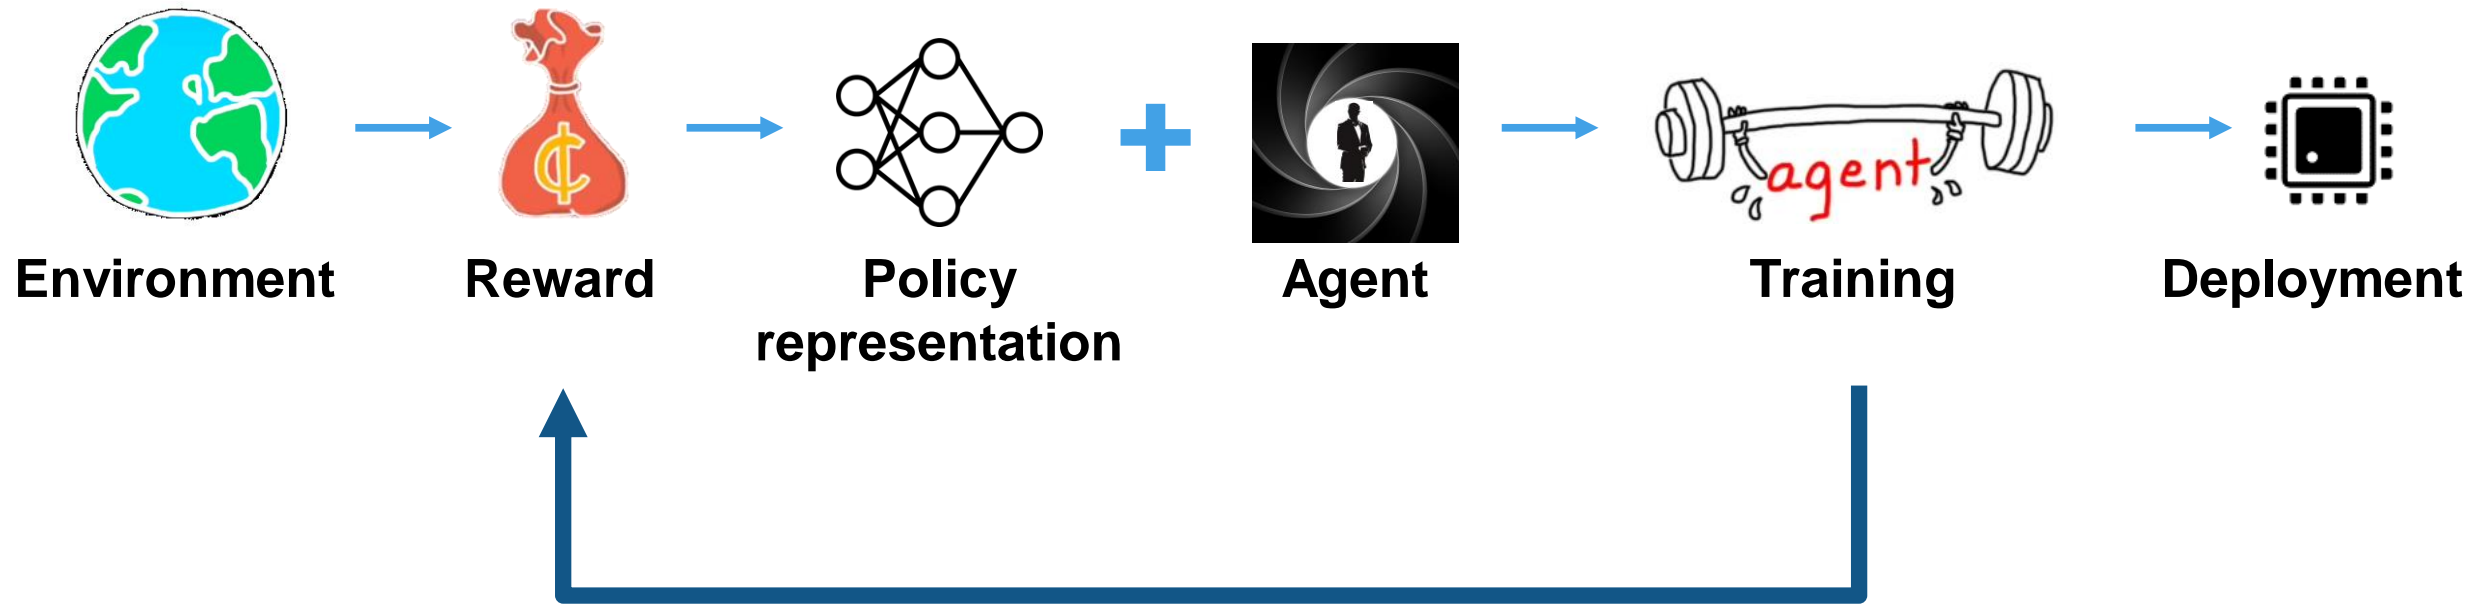 ¢
agent
Environment
Reward
Policy
representation
Agent
Training
Deployment